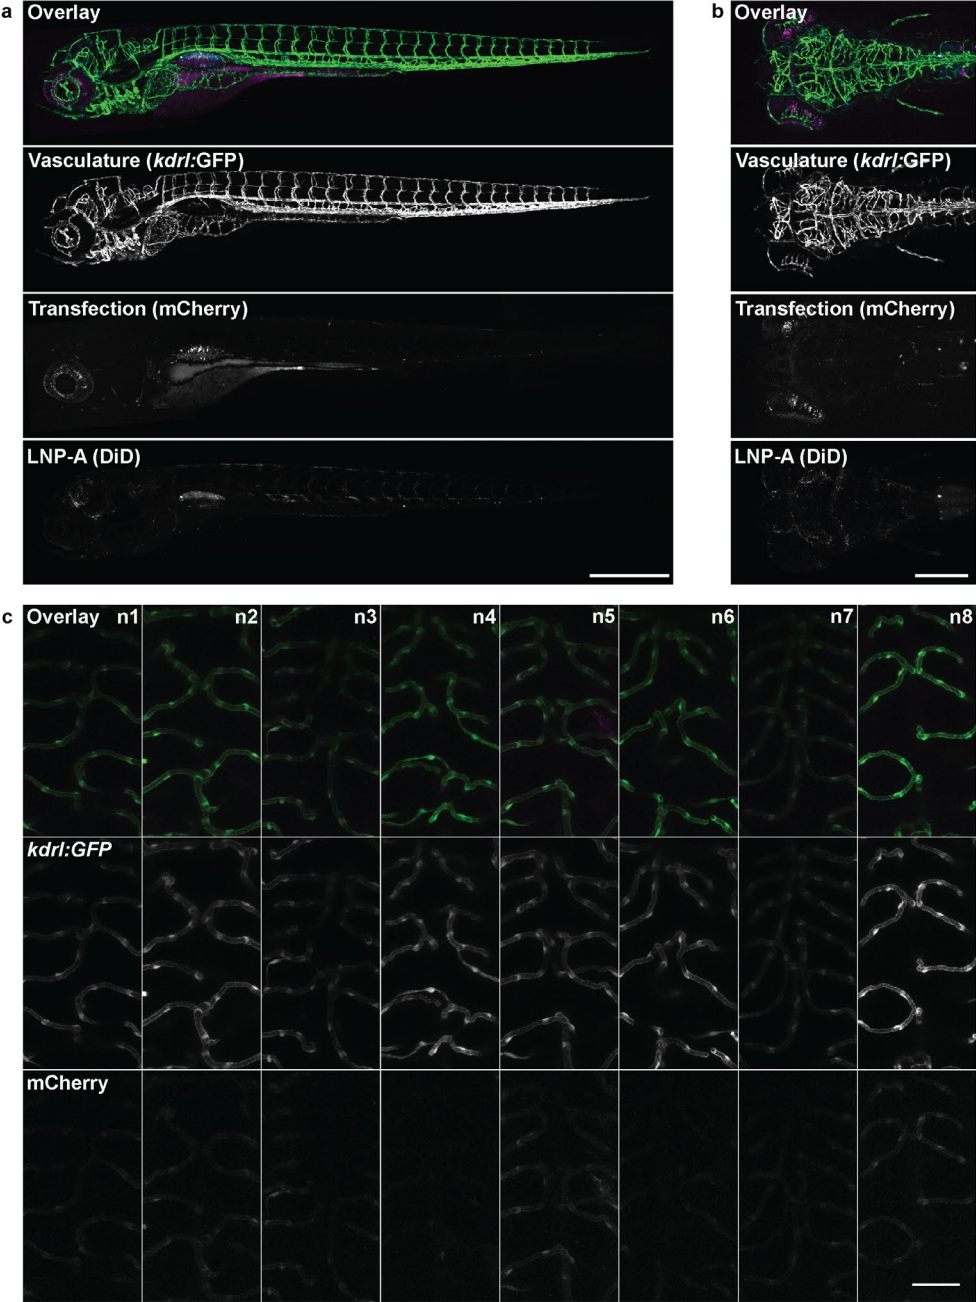 a
Overlay
Vasculature (kdrl:GFP)
Transfection (mCherry)
LNP-A (DiD)
b
Overlay
Vasculature (kdrl:GFP)
Transfection (mCherry)
LNP-A (DiD)
c
Overlay n1 n2 n3 n4 n5 n6 n7 n8
kdrl:GFP
mCherry